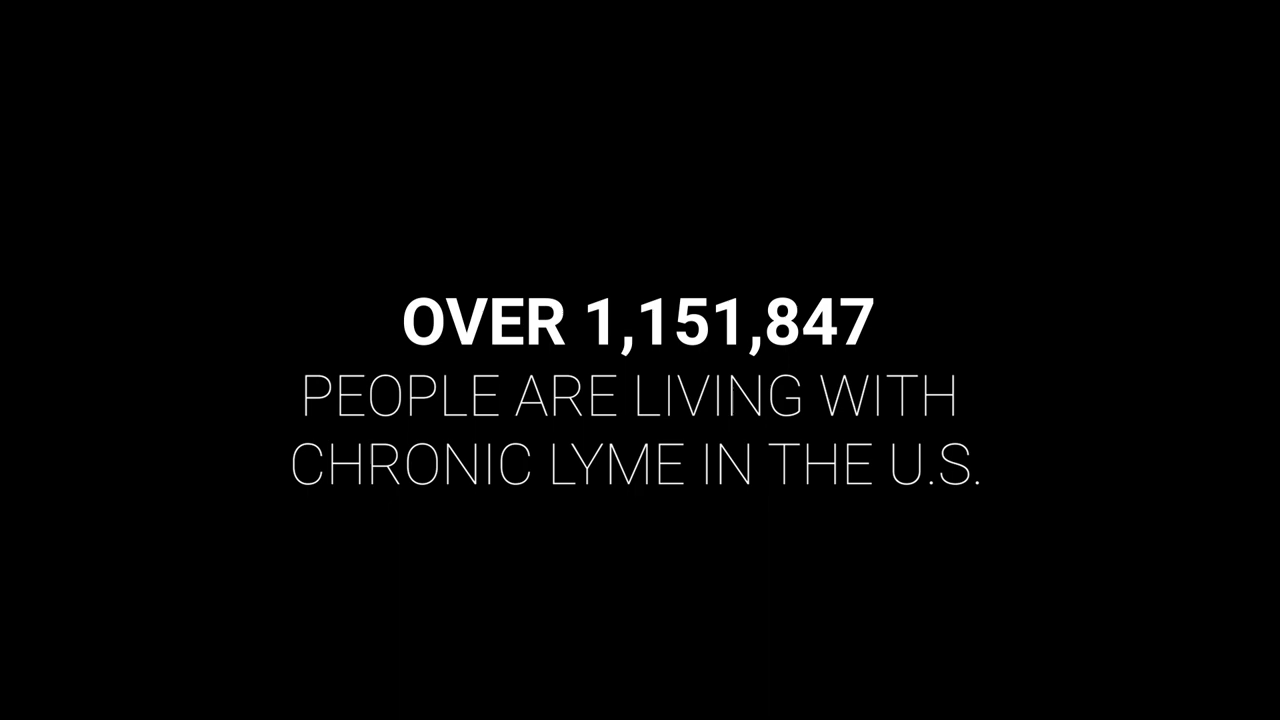 OVER 1,151,847
PEOPLE ARE LIVING WITH
CHRONIC LYME IN THE U.S.